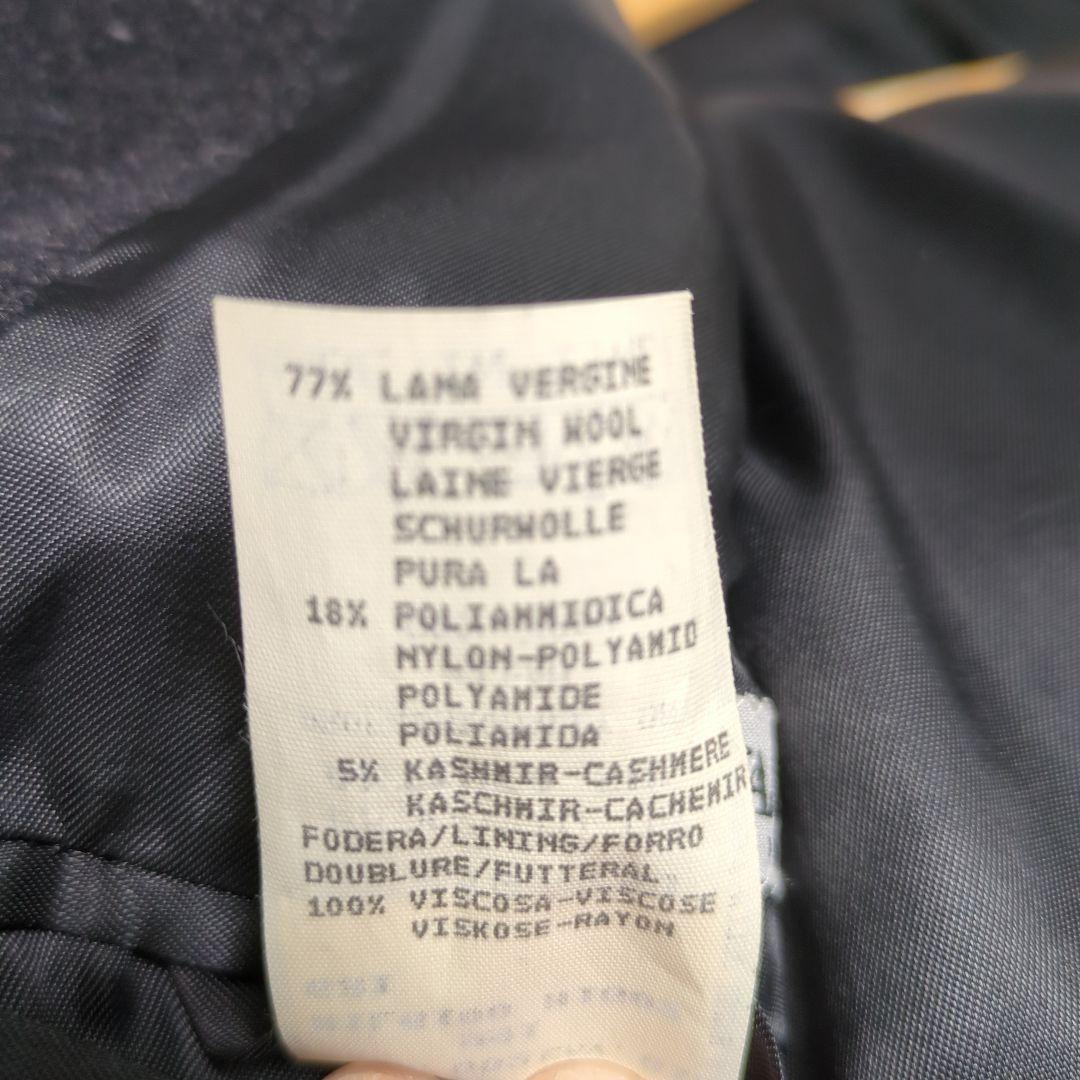 77% LANA VERGINE
VIRGIN WOOL
LAINE VIERGE
SCHURWOLLE
PURA LA
18% POLIAMMIDICA
NYLON-POLYAMID
POLYAMIDE
POLIAMIDA
5% KASHMIR-CASHMERE
KASCHMIR-CACHEMIR
FODERA/LINING/FORRO
DOUBLURE/FUTTERAL
100% VISCOSA-VISCOSE
VISKOSE-RAYON